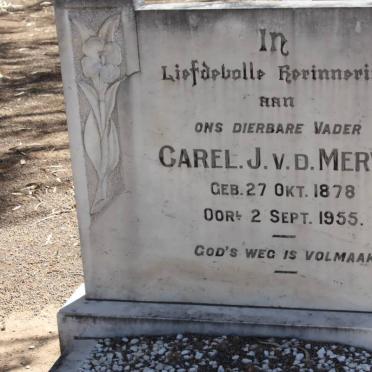 In
Liefdevolle Herinneri
aan
ONS DIERBARE VADER
CAREL. J. V. D. MER
GEB. 27 OKT. 1878
OORL 2 SEPT. 1955.
GOD'S WEG IS VOLMAAK